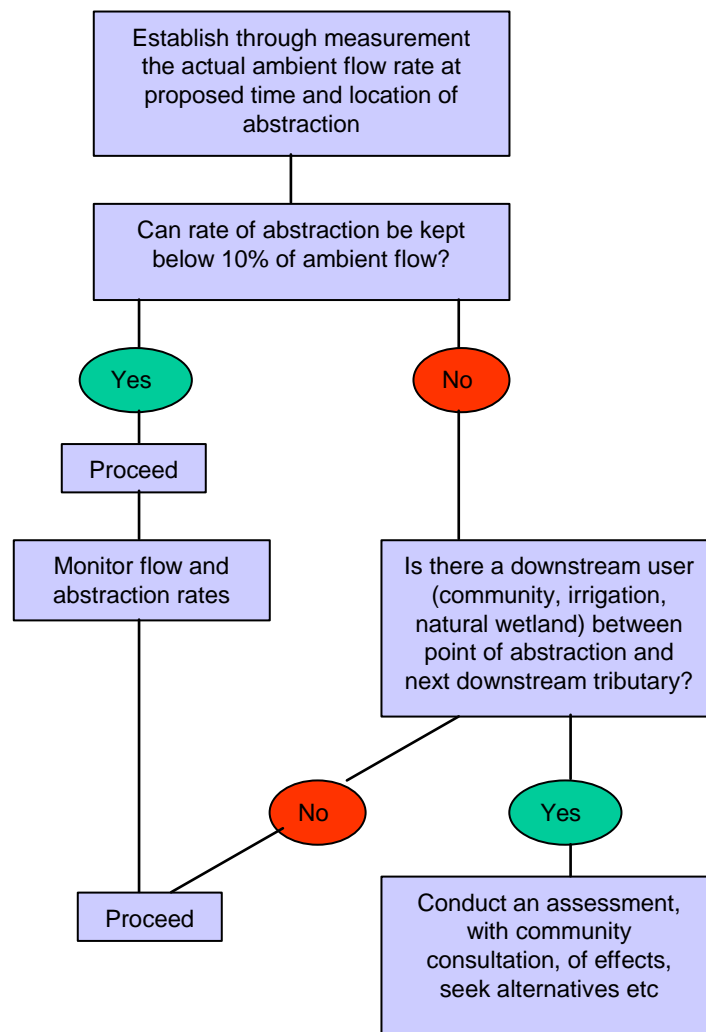 Establish through measurement
the actual ambient flow rate at
proposed time and location of
abstraction
Can rate of abstraction be kept
below 10% of ambient flow?
Yes
No
Proceed
Monitor flow and
abstraction rates
Is there a downstream user
(community, irrigation,
natural wetland) between
point of abstraction and
next downstream tributary?
No
Yes
Proceed
Conduct an assessment,
with community
consultation, of effects,
seek alternatives etc